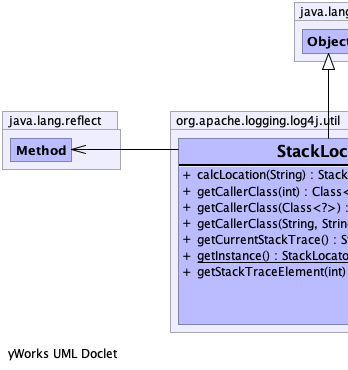 java.lang
Object
java.lang.reflect
Method
org.apache.logging.log4j.util
StackLoc
+ calcLocation(String) : Stack
+ getCallerClass(int) : Class<
+ getCallerClass(Class<?>) :
+ getCallerClass(String, Strin
+ getCurrentStackTrace() : St
+ getInstance() : StackLocato
+ getStackTraceElement(int)
yWorks UML Doclet